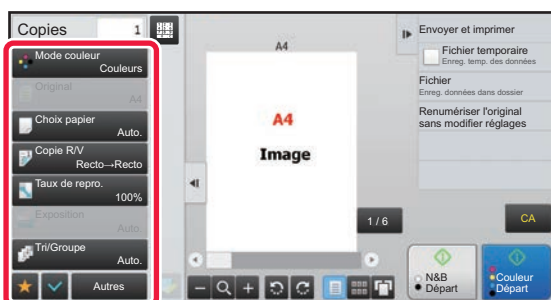 Copies 1
Mode couleur
Couleurs
Original
A4
Choix papier
Auto.
Copie R/V
Recto→Recto
Taux de repro.
100%
Exposition
Auto.
Tri/Groupe
Auto.
Autres
A4
A4
Image
1 / 6
Envoyer et imprimer
Fichier temporaire
Enreg. temp. des données
Fichier
Enreg. données dans dossier
Renumériser l'original
sans modifier réglages
CA
N&B
Départ
Couleur
Départ